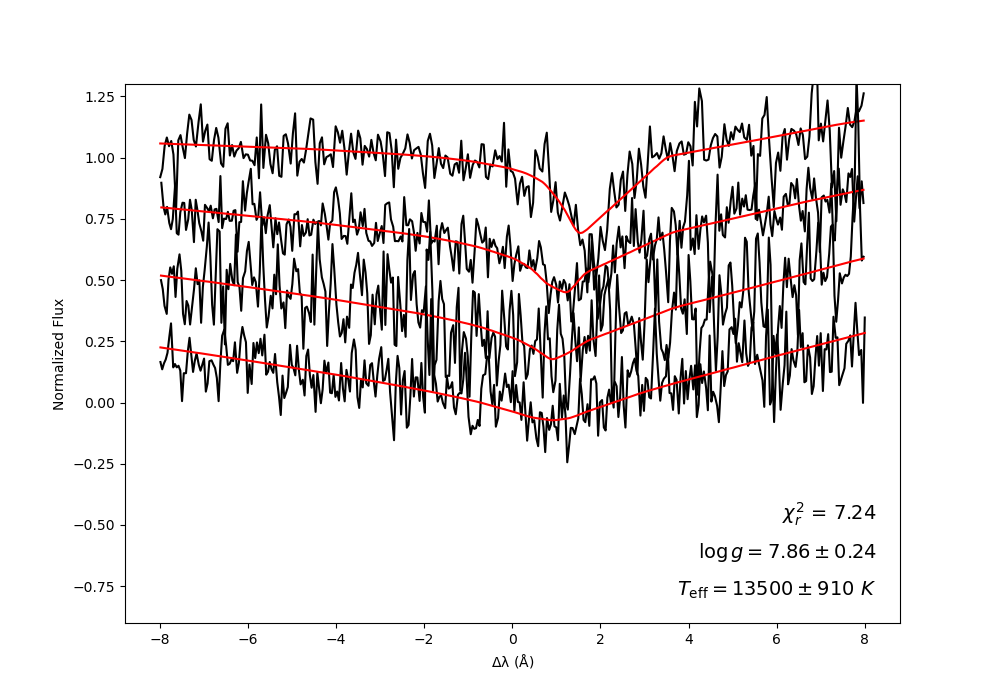 1.25
1.00
0.75
0.50
0.25
0.00
−0.25
−0.50
−0.75
Normalized Flux
χ²ᵣ = 7.24
log g = 7.86 ± 0.24
T_eff = 13500 ± 910 K
−8 −6 −4 −2 0 2 4 6 8
Δλ (Å)